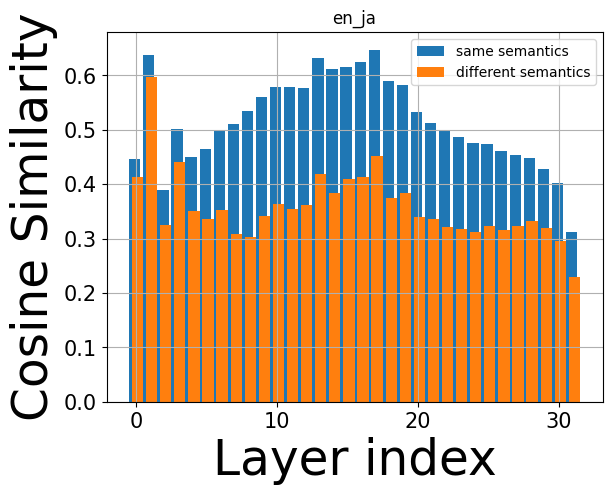 en_ja
same semantics
different semantics
Cosine Similarity
0.6
0.5
0.4
0.3
0.2
0.1
0.0
0 10 20 30
Layer index